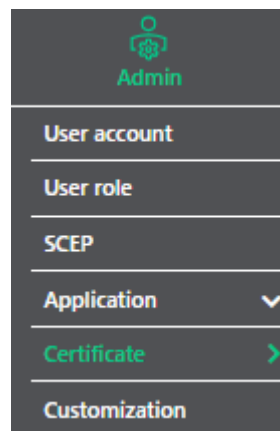 Admin
User account
User role
SCEP
Application
Certificate
Customization